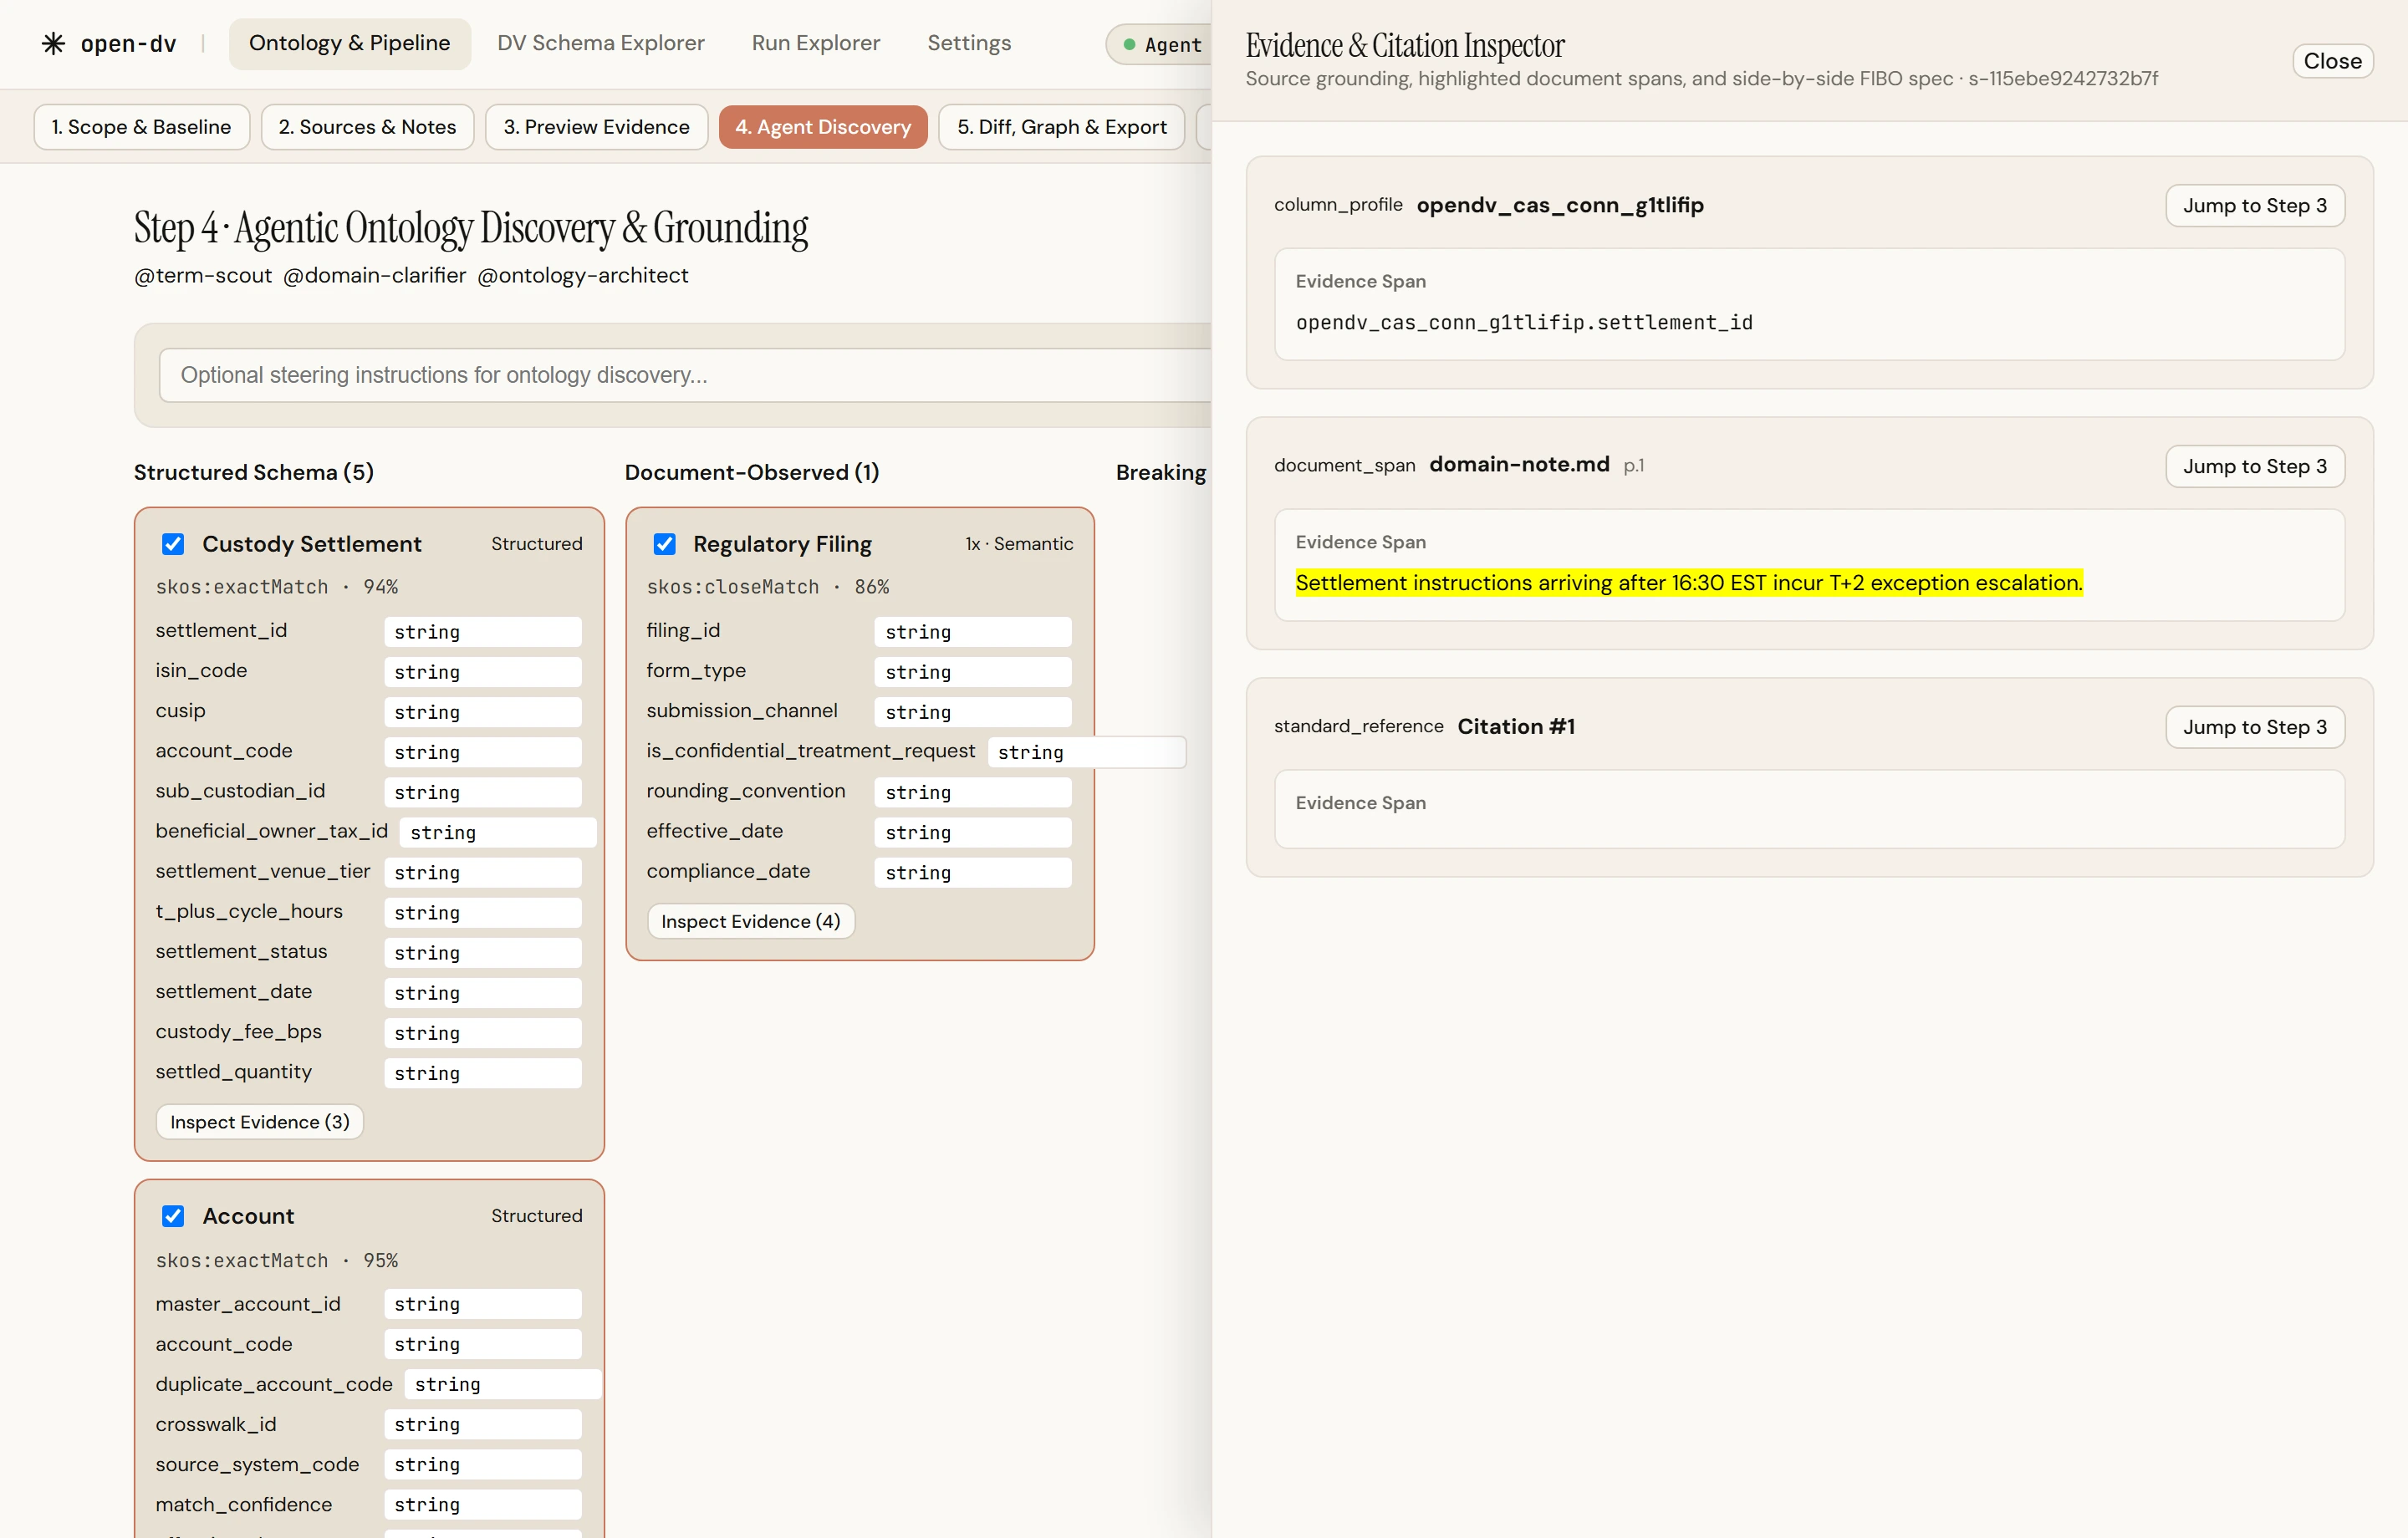 open-dv
Ontology & Pipeline
DV Schema Explorer
Run Explorer
Settings
Agent
1. Scope & Baseline
2. Sources & Notes
3. Preview Evidence
4. Agent Discovery
5. Diff, Graph & Export
Step 4 · Agentic Ontology Discovery & Grounding
@term-scout @domain-clarifier @ontology-architect
Optional steering instructions for ontology discovery...
Structured Schema (5)
Custody Settlement Structured
skos:exactMatch · 94%
settlement_id string
isin_code string
cusip string
account_code string
sub_custodian_id string
beneficial_owner_tax_id string
settlement_venue_tier string
t_plus_cycle_hours string
settlement_status string
settlement_date string
custody_fee_bps string
settled_quantity string
Inspect Evidence (3)
Account Structured
skos:exactMatch · 95%
master_account_id string
account_code string
duplicate_account_code string
crosswalk_id string
source_system_code string
match_confidence string
Document-Observed (1)
Regulatory Filing 1x · Semantic
skos:closeMatch · 86%
filing_id string
form_type string
submission_channel string
is_confidential_treatment_request string
rounding_convention string
effective_date string
compliance_date string
Inspect Evidence (4)
Breaking
Evidence & Citation Inspector
Source grounding, highlighted document spans, and side-by-side FIBO spec · s-115ebe9242732b7f
Close
column_profile opendv_cas_conn_g1tlifip
Jump to Step 3
Evidence Span
opendv_cas_conn_g1tlifip.settlement_id
document_span domain-note.md p.1
Jump to Step 3
Evidence Span
Settlement instructions arriving after 16:30 EST incur T+2 exception escalation.
standard_reference Citation #1
Jump to Step 3
Evidence Span